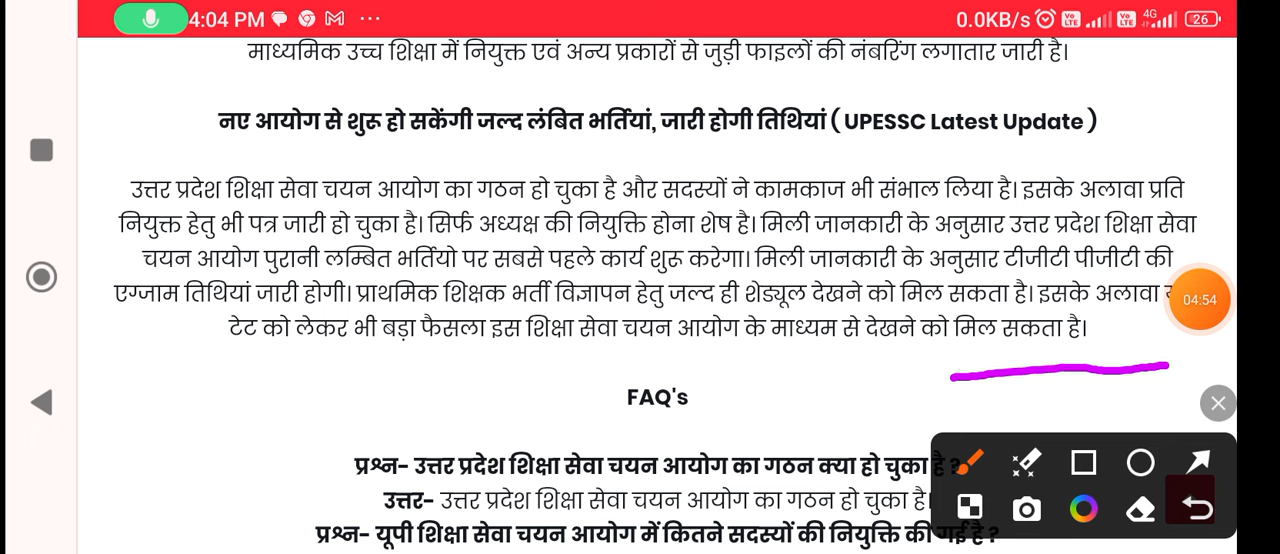 4:04 PM ... 0.0KB/s Vo LTE Vo LTE 4G 26
माध्यमिक उच्च शिक्षा में नियुक्त एवं अन्य प्रकारों से जुड़ी फाइलों की नंबरिंग लगातार जारी है।
नए आयोग से शुरू हो सकेंगी जल्द लंबित भर्तियां, जारी होगी तिथियां ( UPESSC Latest Update )
उत्तर प्रदेश शिक्षा सेवा चयन आयोग का गठन हो चुका है और सदस्यों ने कामकाज भी संभाल लिया है। इसके अलावा प्रति
नियुक्त हेतु भी पत्र जारी हो चुका है। सिर्फ अध्यक्ष की नियुक्ति होना शेष है। मिली जानकारी के अनुसार उत्तर प्रदेश शिक्षा सेवा
चयन आयोग पुरानी लम्बित भर्तियो पर सबसे पहले कार्य शुरू करेगा। मिली जानकारी के अनुसार टीजीटी पीजीटी की
एग्जाम तिथियां जारी होगी। प्राथमिक शिक्षक भर्ती विज्ञापन हेतु जल्द ही शेड्यूल देखने को मिल सकता है। इसके अलावा
04:54
टेट को लेकर भी बड़ा फैसला इस शिक्षा सेवा चयन आयोग के माध्यम से देखने को मिल सकता है।
FAQ's
प्रश्न- उत्तर प्रदेश शिक्षा सेवा चयन आयोग का गठन क्या हो चुका है ?
उत्तर- उत्तर प्रदेश शिक्षा सेवा चयन आयोग का गठन हो चुका है।
प्रश्न- यूपी शिक्षा सेवा चयन आयोग में कितने सदस्यों की नियुक्ति की गई है ?